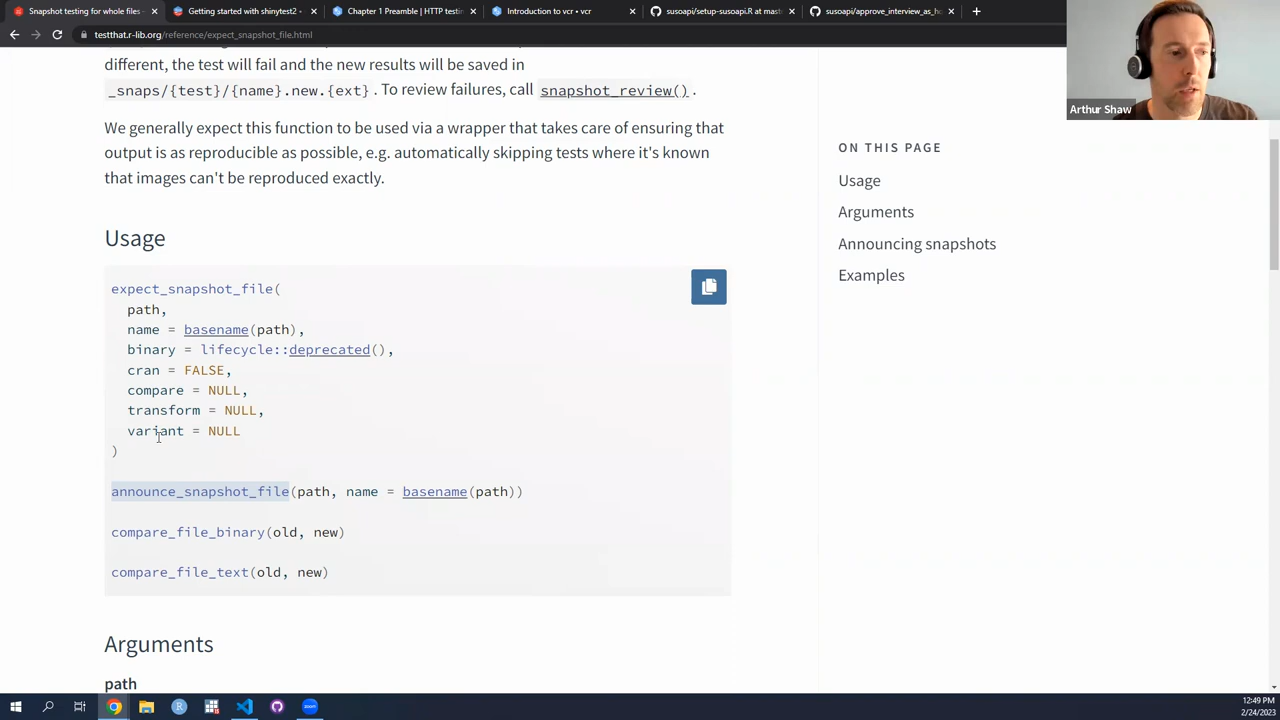 Snapshot testing for whole files -
Getting started with shinytest2 -
Chapter 1 Preamble | HTTP teste
Introduction to vcr • vcr
susoapi/setup-susoapi.R at mast
susoapi/approve_interview_as_ho
testthat.r-lib.org/reference/expect_snapshot_file.html
different, the test will fail and the new results will be saved in
_snaps/{test}/{name}.new.{ext} . To review failures, call snapshot_review() .
We generally expect this function to be used via a wrapper that takes care of ensuring that
output is as reproducible as possible, e.g. automatically skipping tests where it's known
that images can't be reproduced exactly.
Usage
expect_snapshot_file(
path,
name = basename(path),
binary = lifecycle::deprecated(),
cran = FALSE,
compare = NULL,
transform = NULL,
variant = NULL
)
announce_snapshot_file(path, name = basename(path))
compare_file_binary(old, new)
compare_file_text(old, new)
Arguments
path
ON THIS PAGE
Usage
Arguments
Announcing snapshots
Examples
Arthur Shaw
12:49 PM
2/24/2023